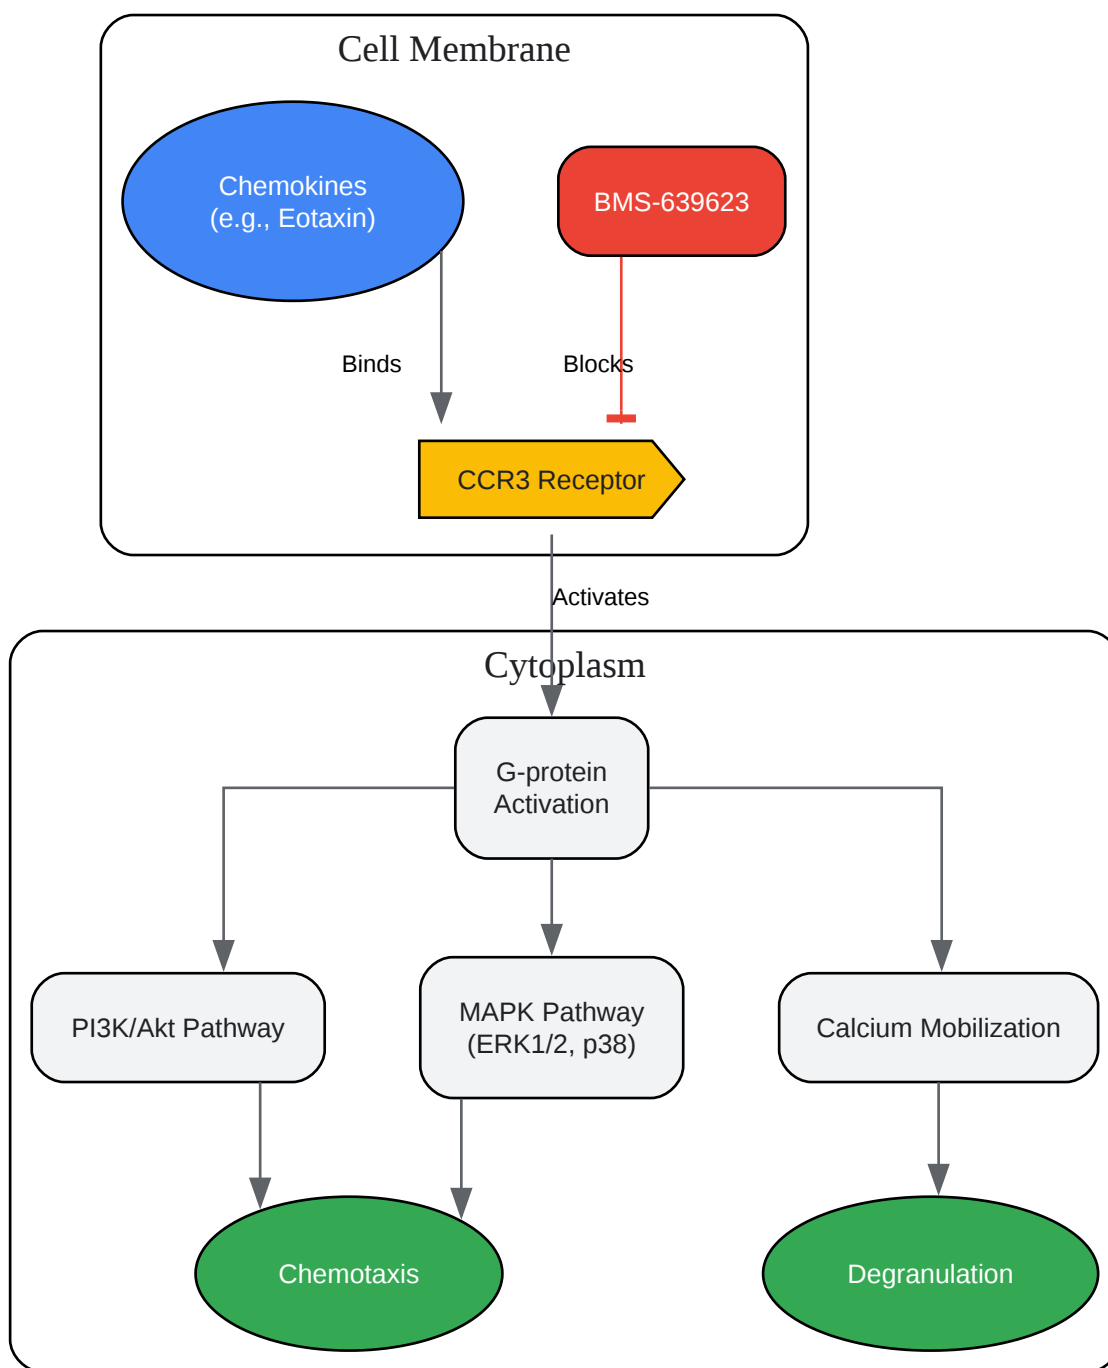 Cell Membrane
Chemokines
(e.g., Eotaxin)
BMS-639623
Binds
Blocks
CCR3 Receptor
Activates
Cytoplasm
G-protein
Activation
PI3K/Akt Pathway
MAPK Pathway
(ERK1/2, p38)
Calcium Mobilization
Chemotaxis
Degranulation